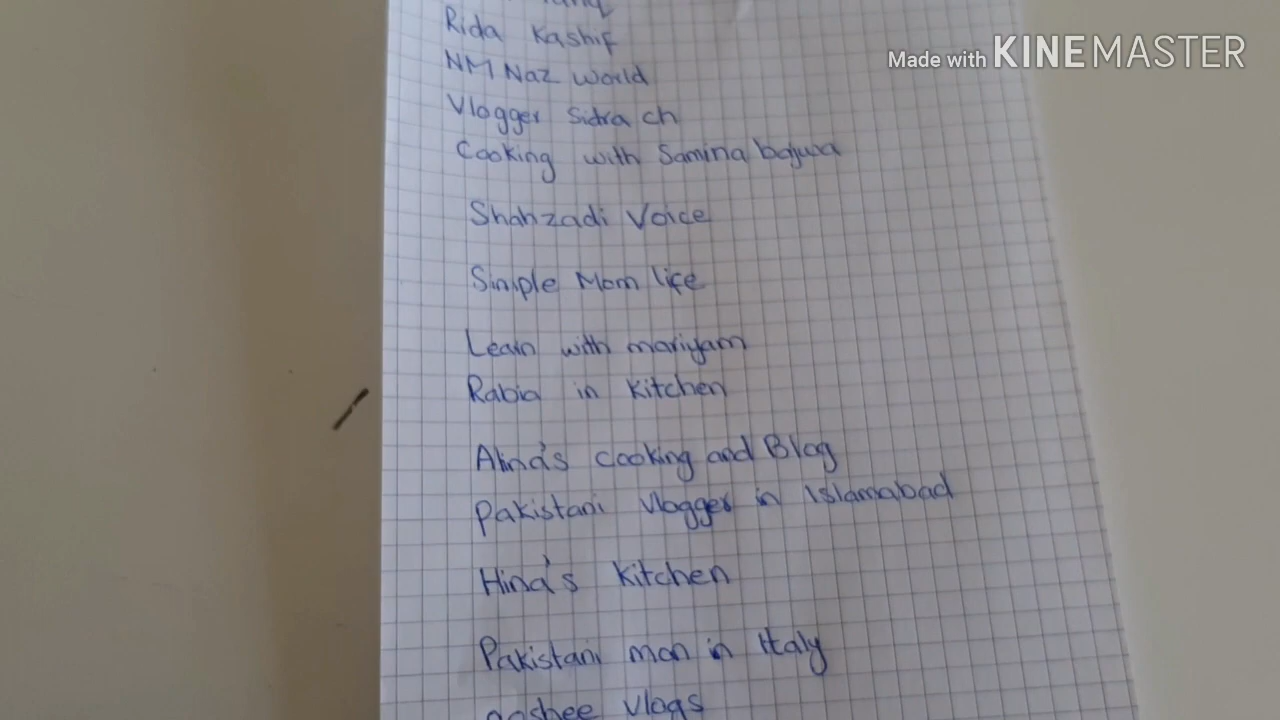 Rida Kashif
NM Naz world
Vlogger Sidra ch
Cooking with Samina bajwa
Shahzadi Voice
Simple Mom life
Learn with mariyam
Rabia in Kitchen
Alina's cooking and Blog
Pakistani Vlogger in Islamabad
Hina's kitchen
Pakistani mon in Italy
vlogs
Made with KINEMASTER